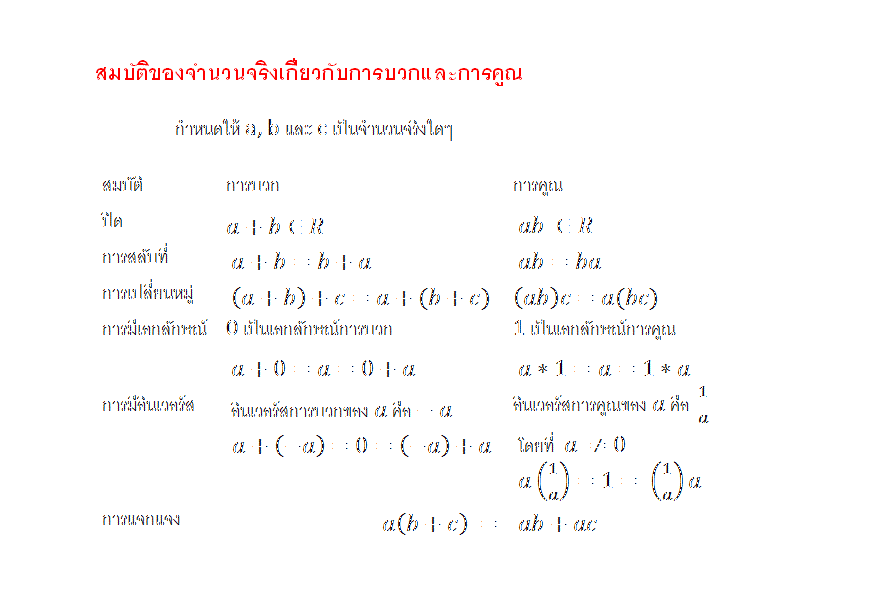 สมบัติของจำนวนจริงเกี่ยวกับการบวกและการคูณ
กำหนดให้ a, b และ c เป็นจำนวนจริงใดๆ
สมบัติ การบวก การคูณ
ปิด a + b ∈ R ab ∈ R
การสลับที่ a + b = b + a ab = ba
การเปลี่ยนหมู่ (a + b) + c = a + (b + c) (ab)c = a(bc)
การมีเอกลักษณ์ 0 เป็นเอกลักษณ์การบวก 1 เป็นเอกลักษณ์การคูณ
a + 0 = a = 0 + a a * 1 = a = 1 * a
การมีอินเวอร์ส อินเวอร์สการบวกของ a คือ − a อินเวอร์สการคูณของ a คือ 1/a
a + (−a) = 0 = (−a) + a โดยที่ a ≠ 0
a(1/a) = 1 = (1/a)a
การแจกแจง a(b + c) = ab + ac